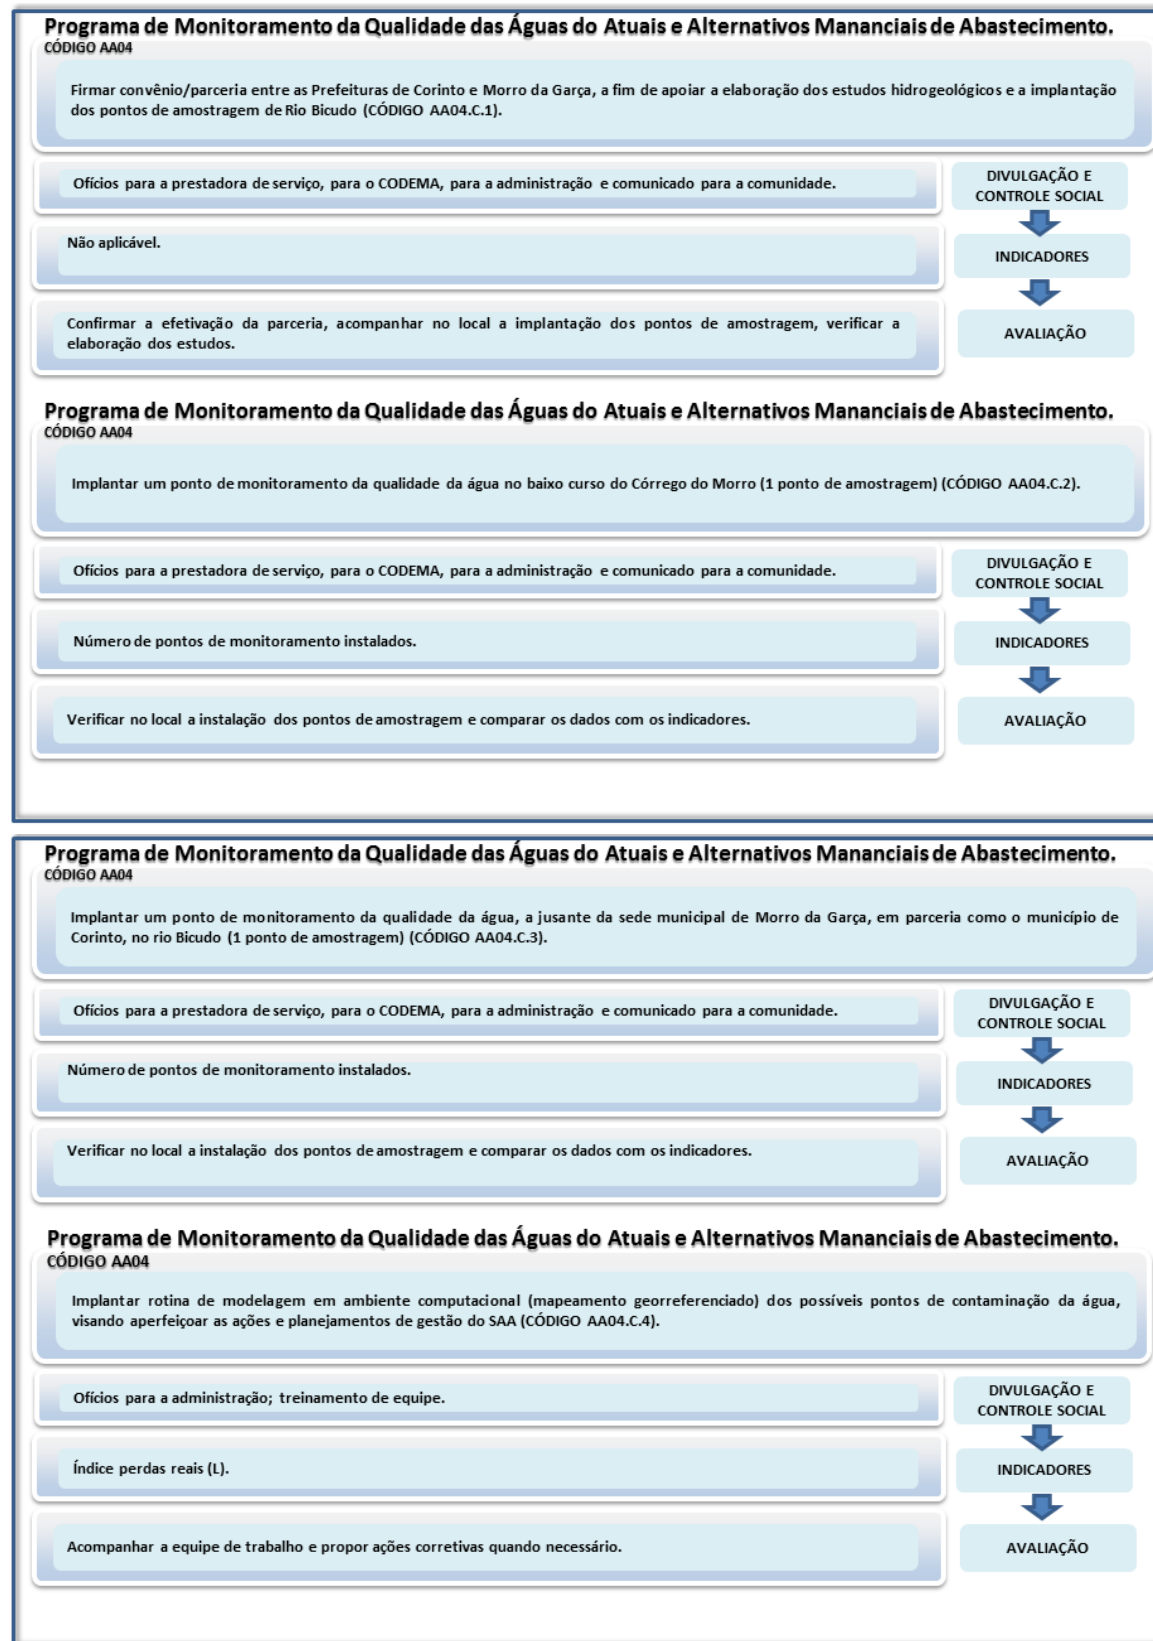 Programa de Monitoramento da Qualidade das Águas do Atuais e Alternativos Mananciais de Abastecimento.
CÓDIGO AA04
Firmar convênio/parceria entre as Prefeituras de Corinto e Morro da Garça, a fim de apoiar a elaboração dos estudos hidrogeológicos e a implantação
dos pontos de amostragem de Rio Bicudo (CÓDIGO AA04.C.1).
Ofícios para a prestadora de serviço, para o CODEMA, para a administração e comunicado para a comunidade.
DIVULGAÇÃO E
CONTROLE SOCIAL
Não aplicável.
INDICADORES
Confirmar a efetivação da parceria, acompanhar no local a implantação dos pontos de amostragem, verificar a
elaboração dos estudos.
AVALIAÇÃO
Programa de Monitoramento da Qualidade das Águas do Atuais e Alternativos Mananciais de Abastecimento.
CÓDIGO AA04
Implantar um ponto de monitoramento da qualidade da água no baixo curso do Córrego do Morro (1 ponto de amostragem) (CÓDIGO AA04.C.2).
Ofícios para a prestadora de serviço, para o CODEMA, para a administração e comunicado para a comunidade.
DIVULGAÇÃO E
CONTROLE SOCIAL
Número de pontos de monitoramento instalados.
INDICADORES
Verificar no local a instalação dos pontos de amostragem e comparar os dados com os indicadores.
AVALIAÇÃO
Programa de Monitoramento da Qualidade das Águas do Atuais e Alternativos Mananciais de Abastecimento.
CÓDIGO AA04
Implantar um ponto de monitoramento da qualidade da água, a jusante da sede municipal de Morro da Garça, em parceria como o município de
Corinto, no rio Bicudo (1 ponto de amostragem) (CÓDIGO AA04.C.3).
Ofícios para a prestadora de serviço, para o CODEMA, para a administração e comunicado para a comunidade.
DIVULGAÇÃO E
CONTROLE SOCIAL
Número de pontos de monitoramento instalados.
INDICADORES
Verificar no local a instalação dos pontos de amostragem e comparar os dados com os indicadores.
AVALIAÇÃO
Programa de Monitoramento da Qualidade das Águas do Atuais e Alternativos Mananciais de Abastecimento.
CÓDIGO AA04
Implantar rotina de modelagem em ambiente computacional (mapeamento georreferenciado) dos possíveis pontos de contaminação da água,
visando aperfeiçoar as ações e planejamentos de gestão do SAA (CÓDIGO AA04.C.4).
Ofícios para a administração; treinamento de equipe.
DIVULGAÇÃO E
CONTROLE SOCIAL
Índice perdas reais (L).
INDICADORES
Acompanhar a equipe de trabalho e propor ações corretivas quando necessário.
AVALIAÇÃO